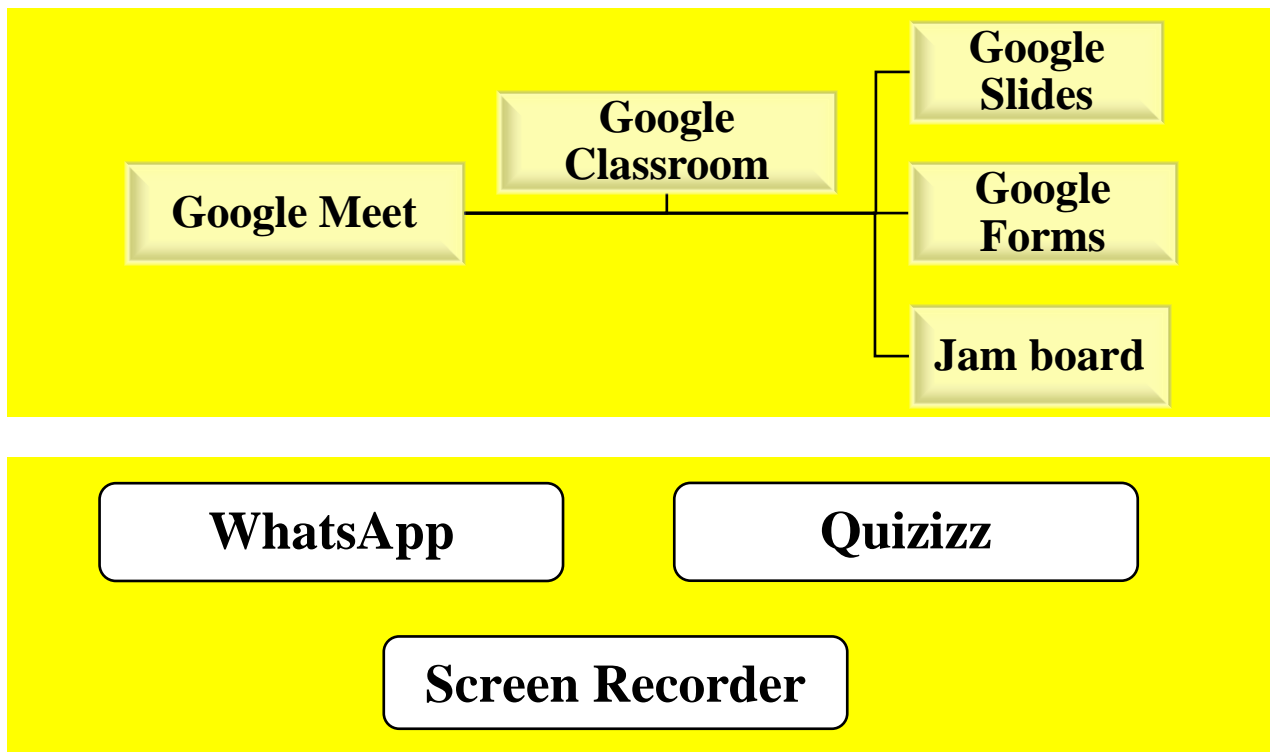 Google
Slides
Google
Classroom
Google Meet
Google
Forms
Jam board
WhatsApp
Quizizz
Screen Recorder